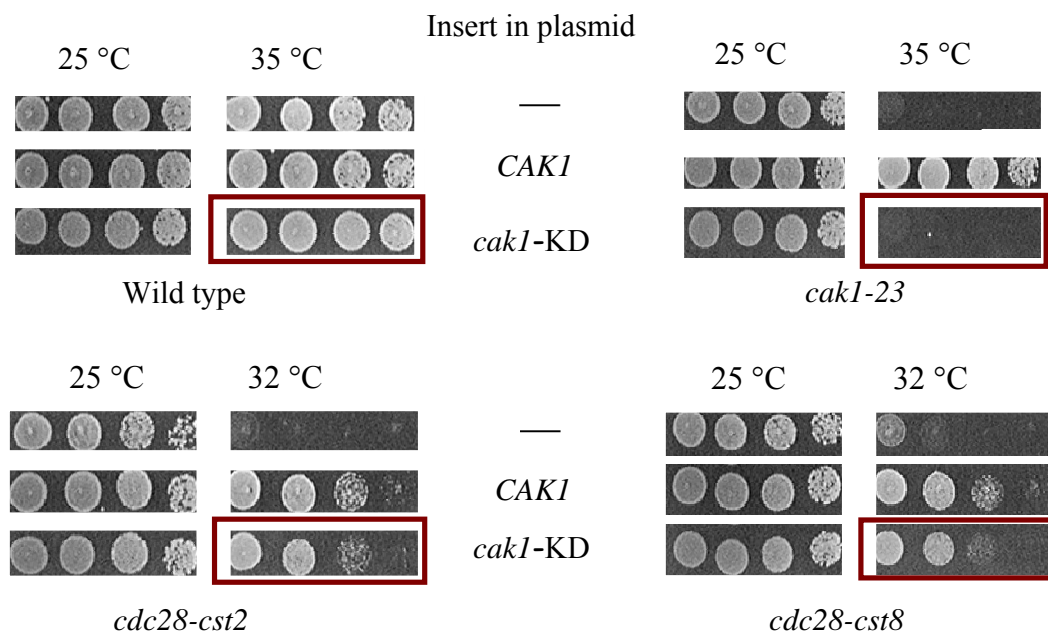 Insert in plasmid
25 °C 35 °C 25 °C 35 °C
—
CAK1
cak1-KD
Wild type cak1-23
25 °C 32 °C 25 °C 32 °C
—
CAK1
cak1-KD
cdc28-cst2 cdc28-cst8